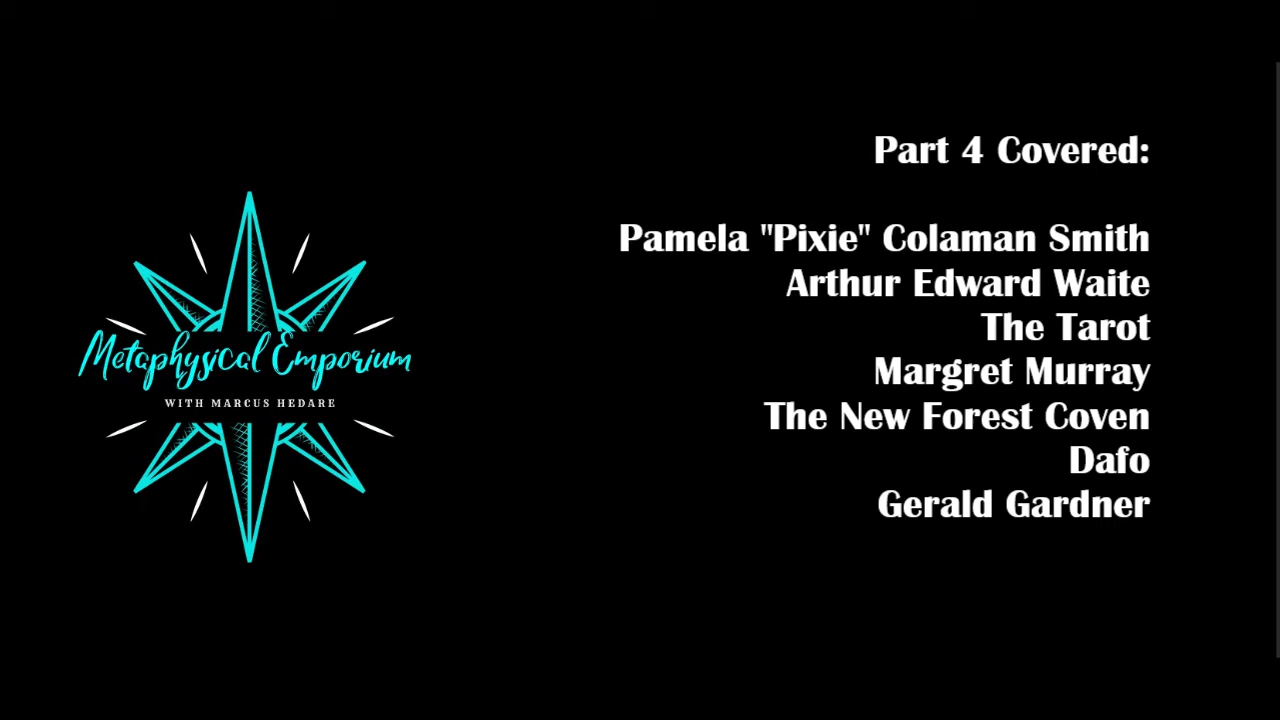 Metaphysical Emporium
WITH MARCUS HEDARE
Part 4 Covered:
Pamela "Pixie" Colaman Smith
Arthur Edward Waite
The Tarot
Margret Murray
The New Forest Coven
Dafo
Gerald Gardner